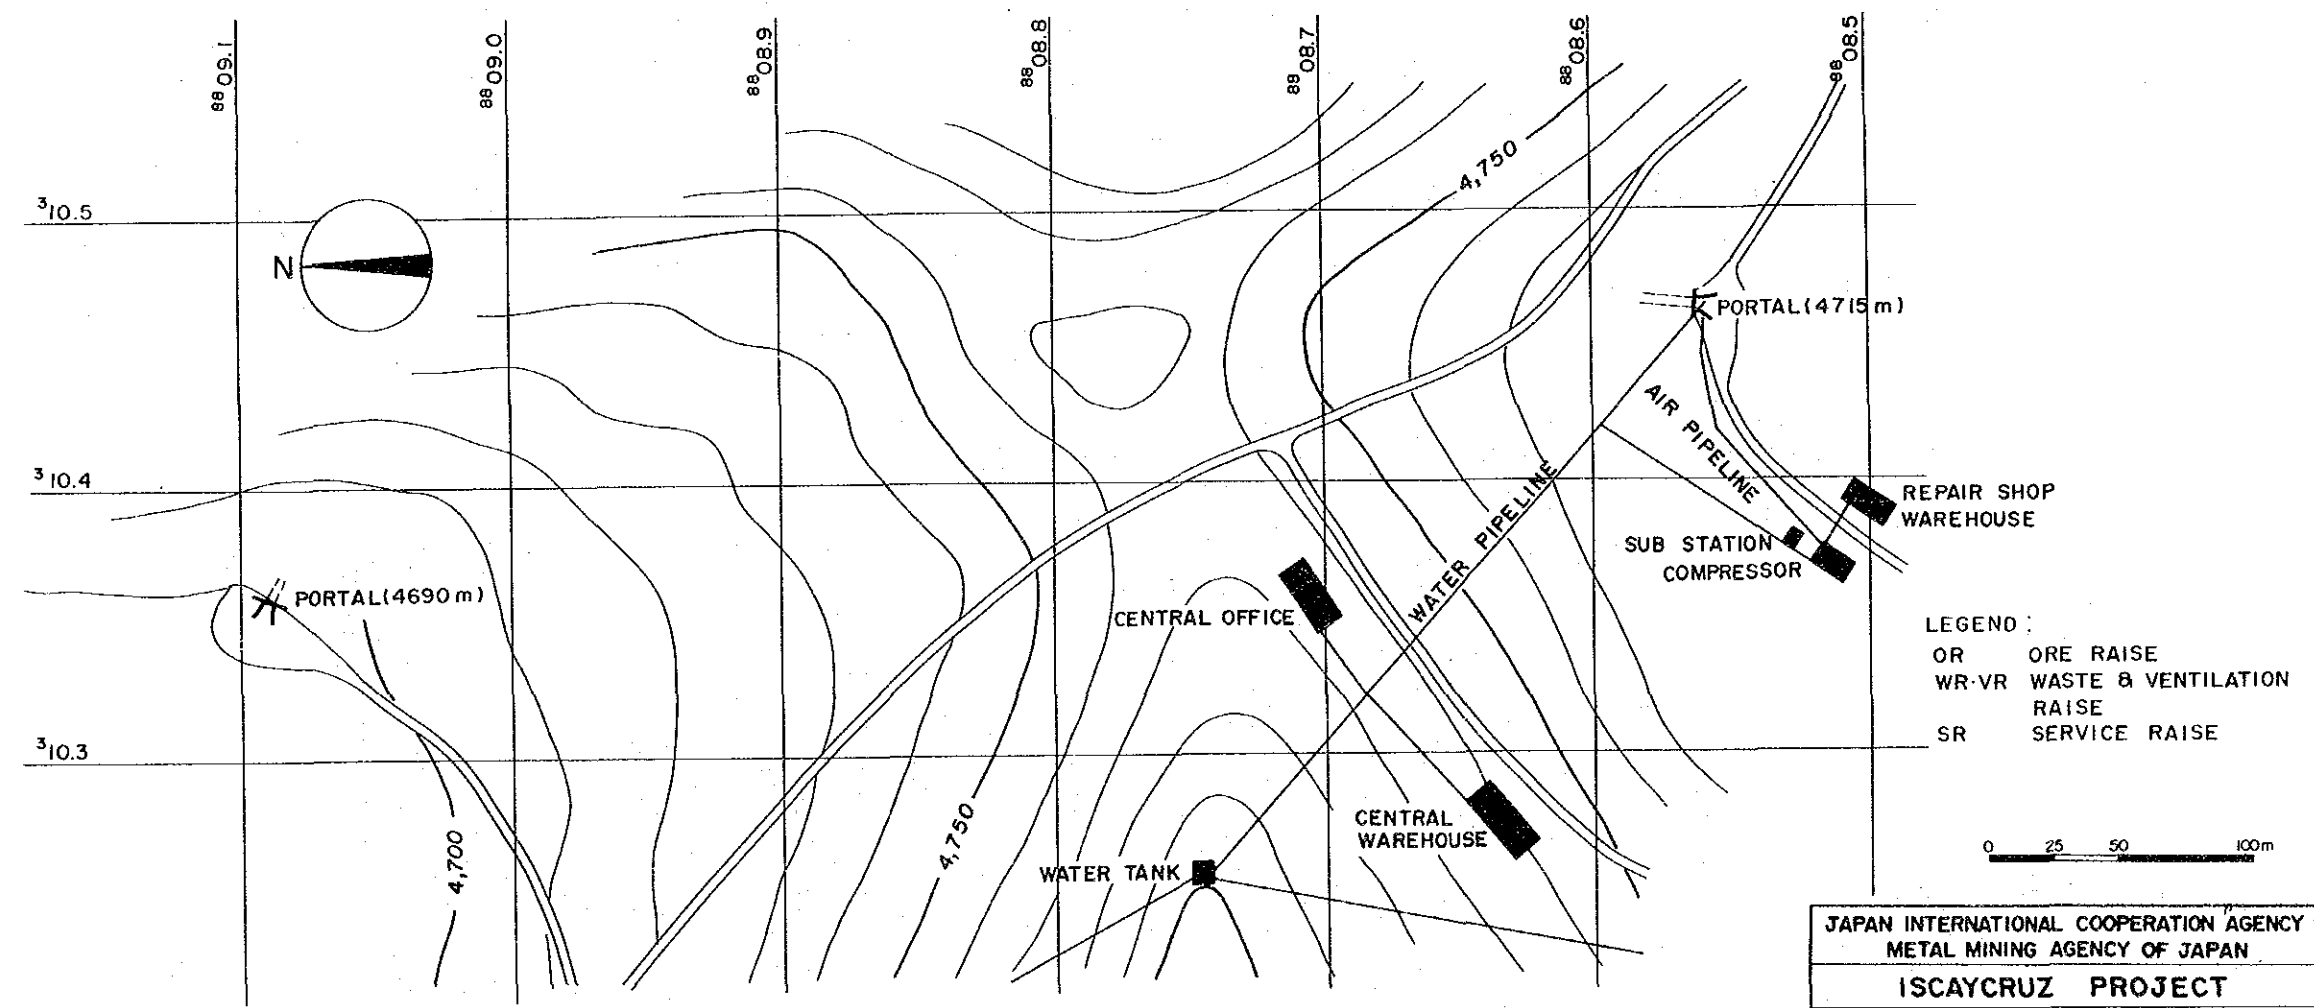 88 09.1
88 09.0
88 08.9
88 08.8
88 08.7
88 08.6
88 08.5
4,750
3 10.5
N
PORTAL (4715 m)
AIR PIPELINE
3 10.4
WATER PIPELINE
REPAIR SHOP
WAREHOUSE
SUB STATION
COMPRESSOR
PORTAL (4690 m)
CENTRAL OFFICE
LEGEND :
OR ORE RAISE
WR·VR WASTE & VENTILATION
RAISE
SR SERVICE RAISE
3 10.3
4,700
4,750
CENTRAL
WAREHOUSE
WATER TANK
0 25 50 100m
JAPAN INTERNATIONAL COOPERATION AGENCY
METAL MINING AGENCY OF JAPAN
ISCAYCRUZ PROJECT